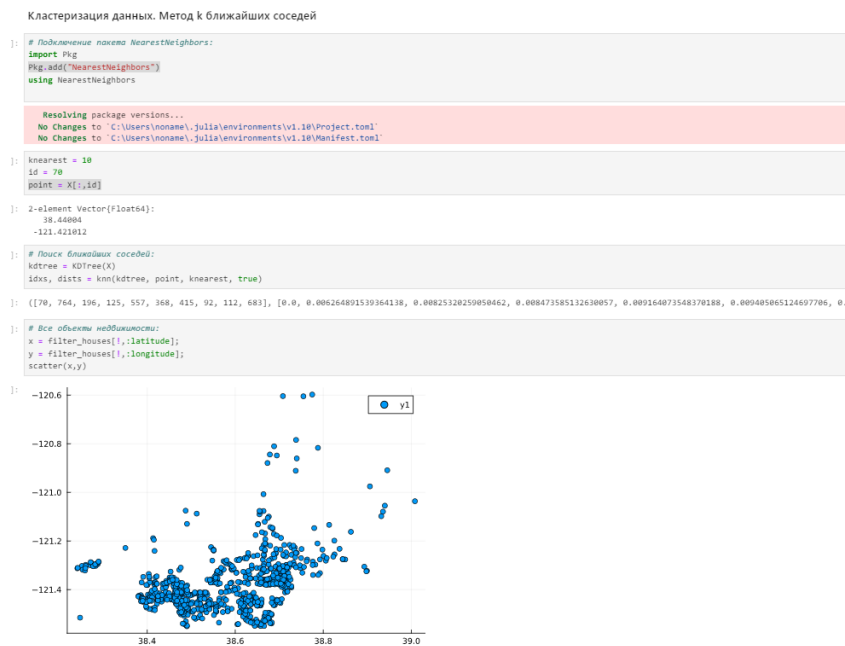 Кластеризация данных. Метод k ближайших соседей
]: # Подключение пакета NearestNeighbors:
import Pkg
Pkg.add("NearestNeighbors")
using NearestNeighbors
Resolving package versions...
No Changes to `C:\Users\noname\.julia\environments\v1.10\Project.toml`
No Changes to `C:\Users\noname\.julia\environments\v1.10\Manifest.toml`
]: knearest = 10
id = 70
point = X[:,id]
]: 2-element Vector{Float64}:
38.44004
-121.421012
]: # Поиск ближайших соседей:
kdtree = KDTree(X)
idxs, dists = knn(kdtree, point, knearest, true)
]: ([70, 764, 196, 125, 557, 368, 415, 92, 112, 683], [0.0, 0.006264891539364138, 0.00825320259050462, 0.008473585132630057, 0.009164073548370188, 0.009405065124697706, 0.
]: # Все объекты недвижимости:
x = filter_houses[!,:latitude];
y = filter_houses[!,:longitude];
scatter(x,y)
]:
−120.6
y1
−120.8
−121.0
−121.2
−121.4
38.4 38.6 38.8 39.0